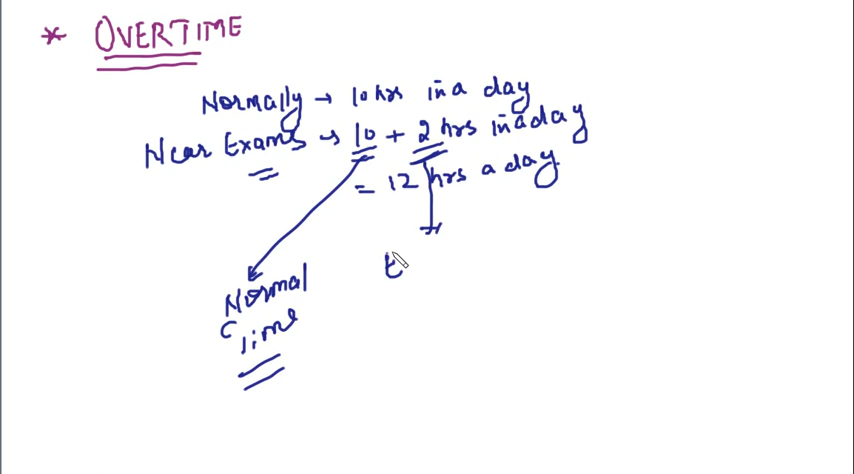 * OVERTIME
Normally → 10 hrs in a day
Near Exams → 10 + 2 hrs in a day
= 12 hrs a day
Normal
Time
t